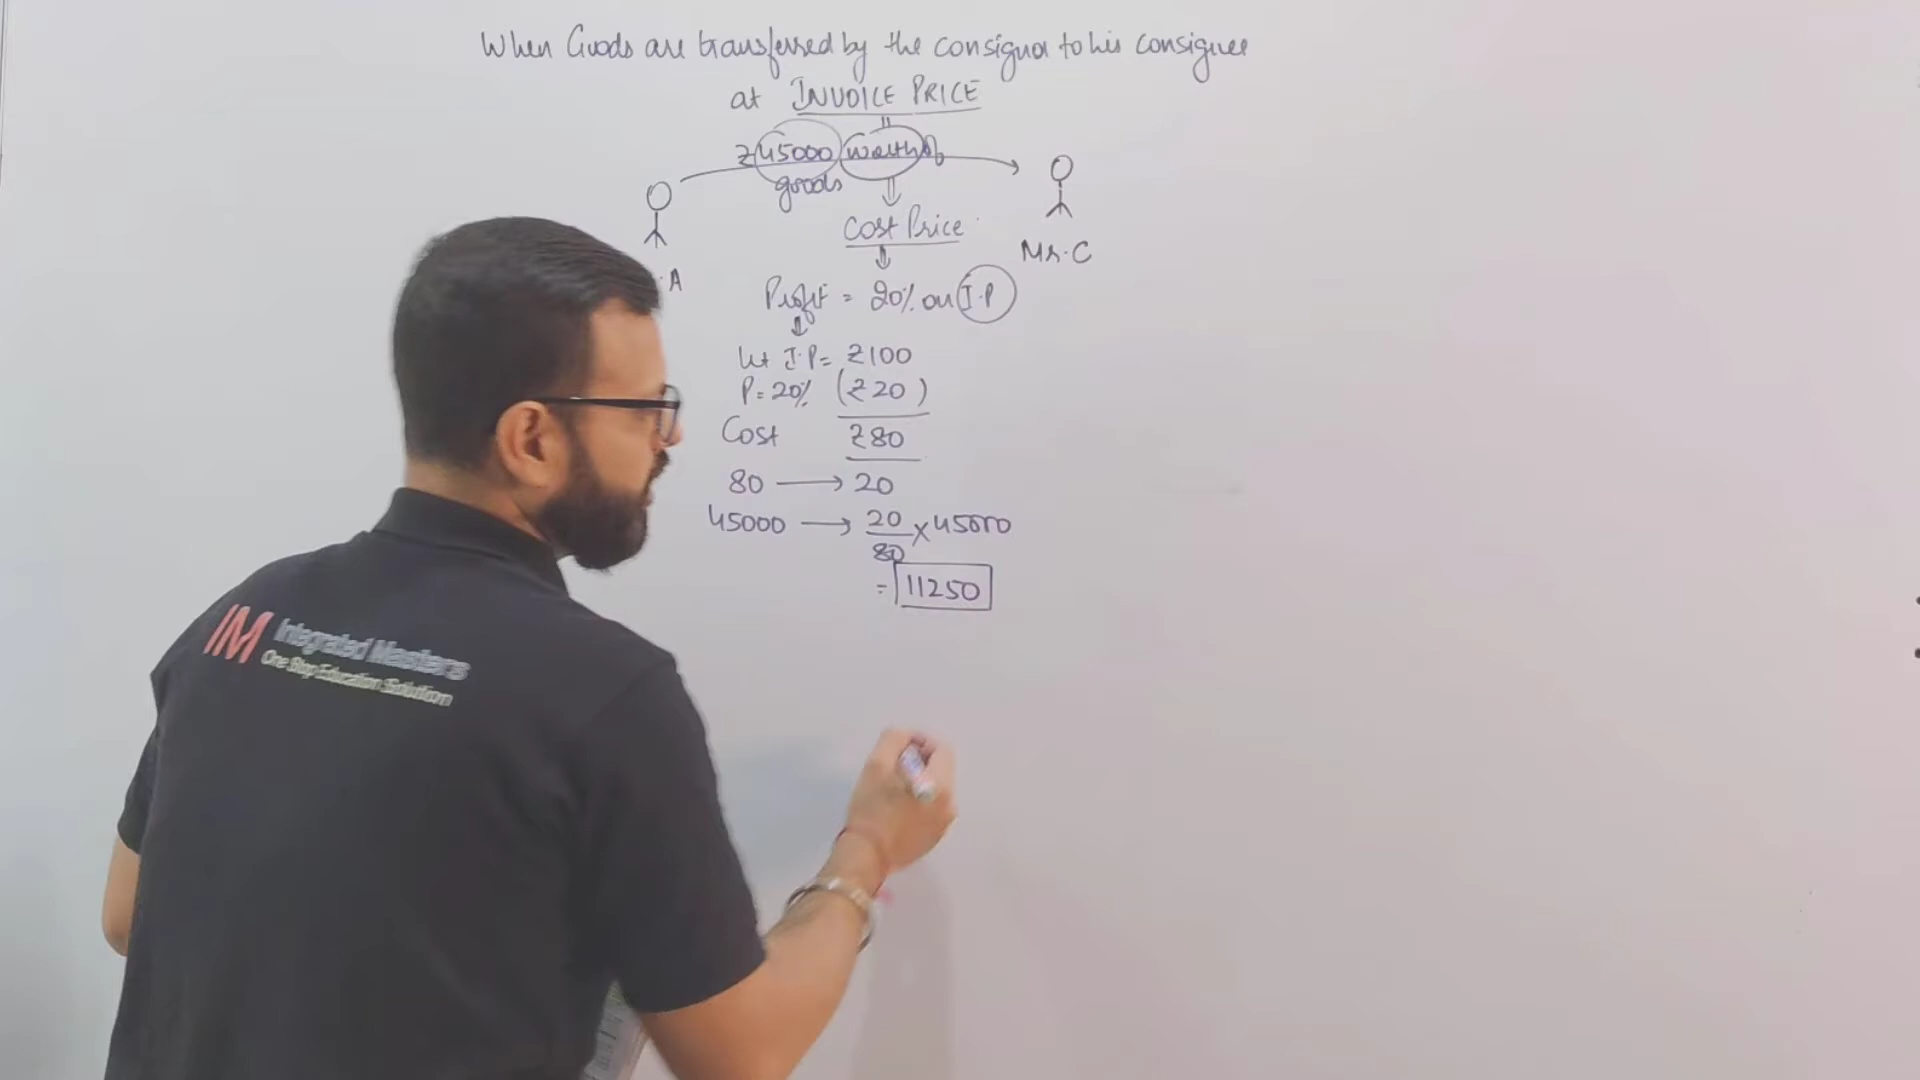 When Goods are transferred by the consignor to his consignee
at INVOICE PRICE
₹45000 worth of
goods
Cost Price
Mr. C
. A
Profit = 20% on I.P
let I.P = ₹100
P = 20% (₹20)
Cost ₹80
80 → 20
45000 → 20/80 × 45000
= 11250
IM Integrated Masters
One Stop Education Solution